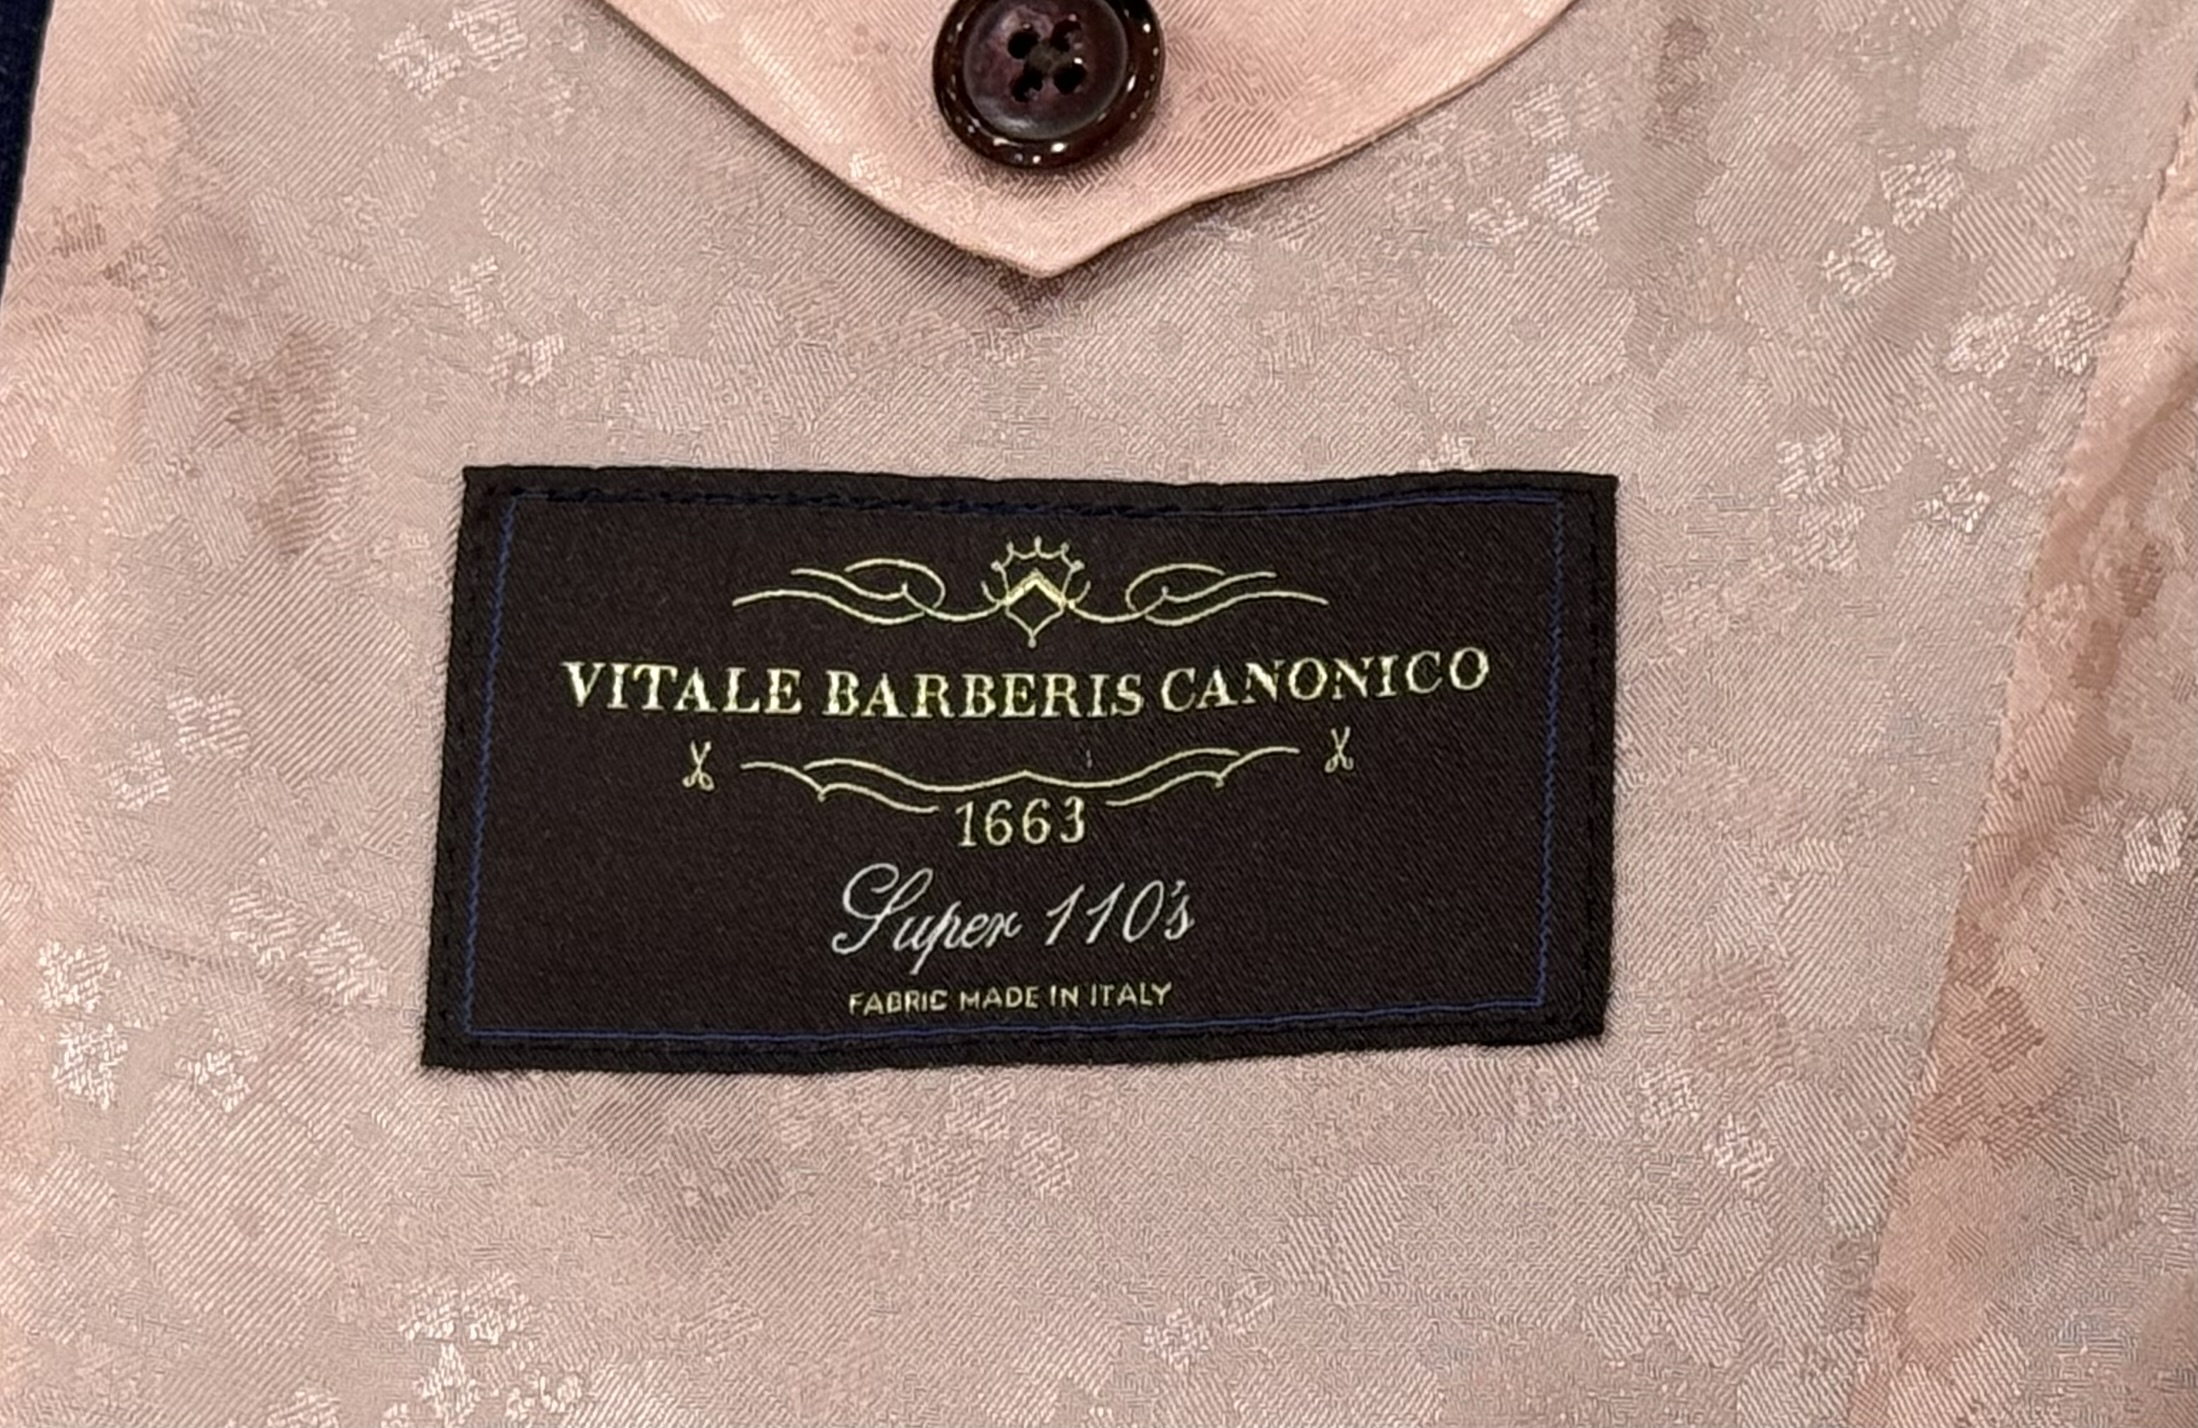 VITALE BARBERIS CANONICO
1663
Super 110's
FABRIC MADE IN ITALY